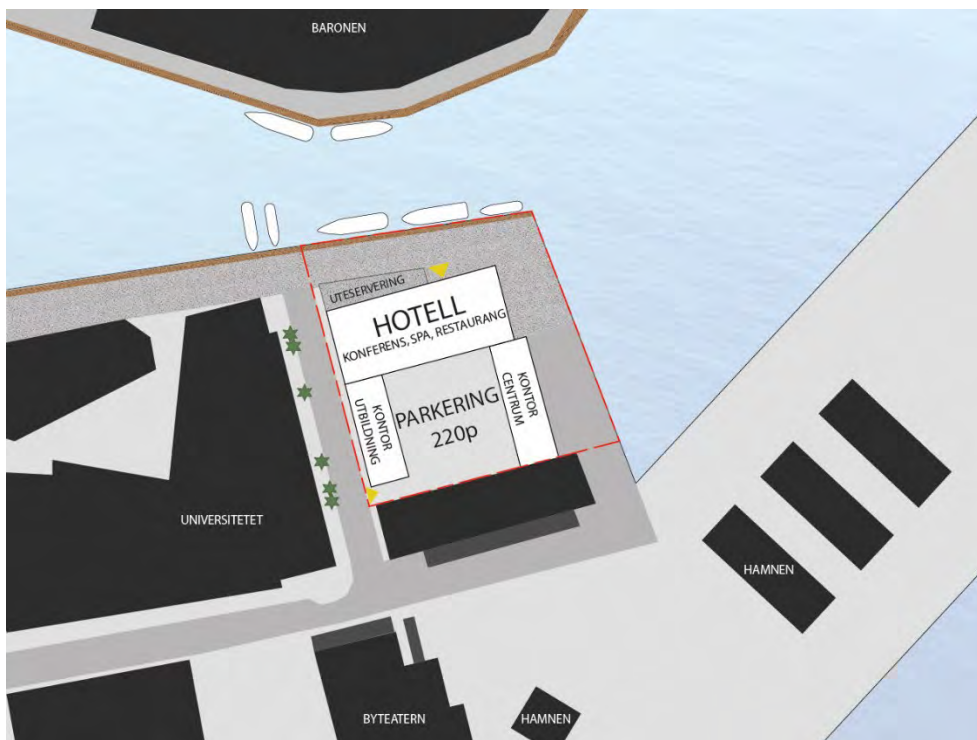 BARONEN
UTESERVERING
HOTELL
KONFERENS, SPA, RESTAURANG
KONTOR
UTBILDNING
PARKERING
220p
KONTOR
CENTRUM
UNIVERSITETET
HAMNEN
BYTEATERN
HAMNEN